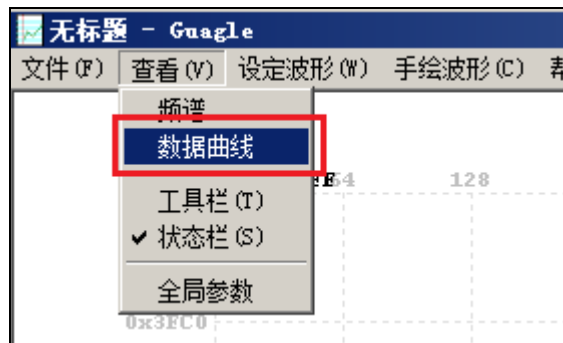 无标题 - Guagle
文件(F) 查看(V) 设定波形(W) 手绘波形(C)
频谱
数据曲线
64 128
工具栏(T)
✓ 状态栏(S)
全局参数
0x3FC0